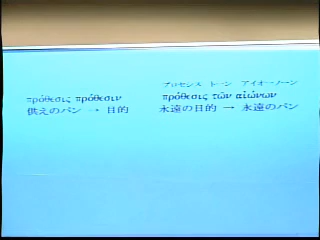 プロセシス トーン アイオーノーン
πρόθεσις πρόθεσιν πρόθεσις τῶν αἰώνων
供えのパン → 目的 永遠の目的 → 永遠のパン